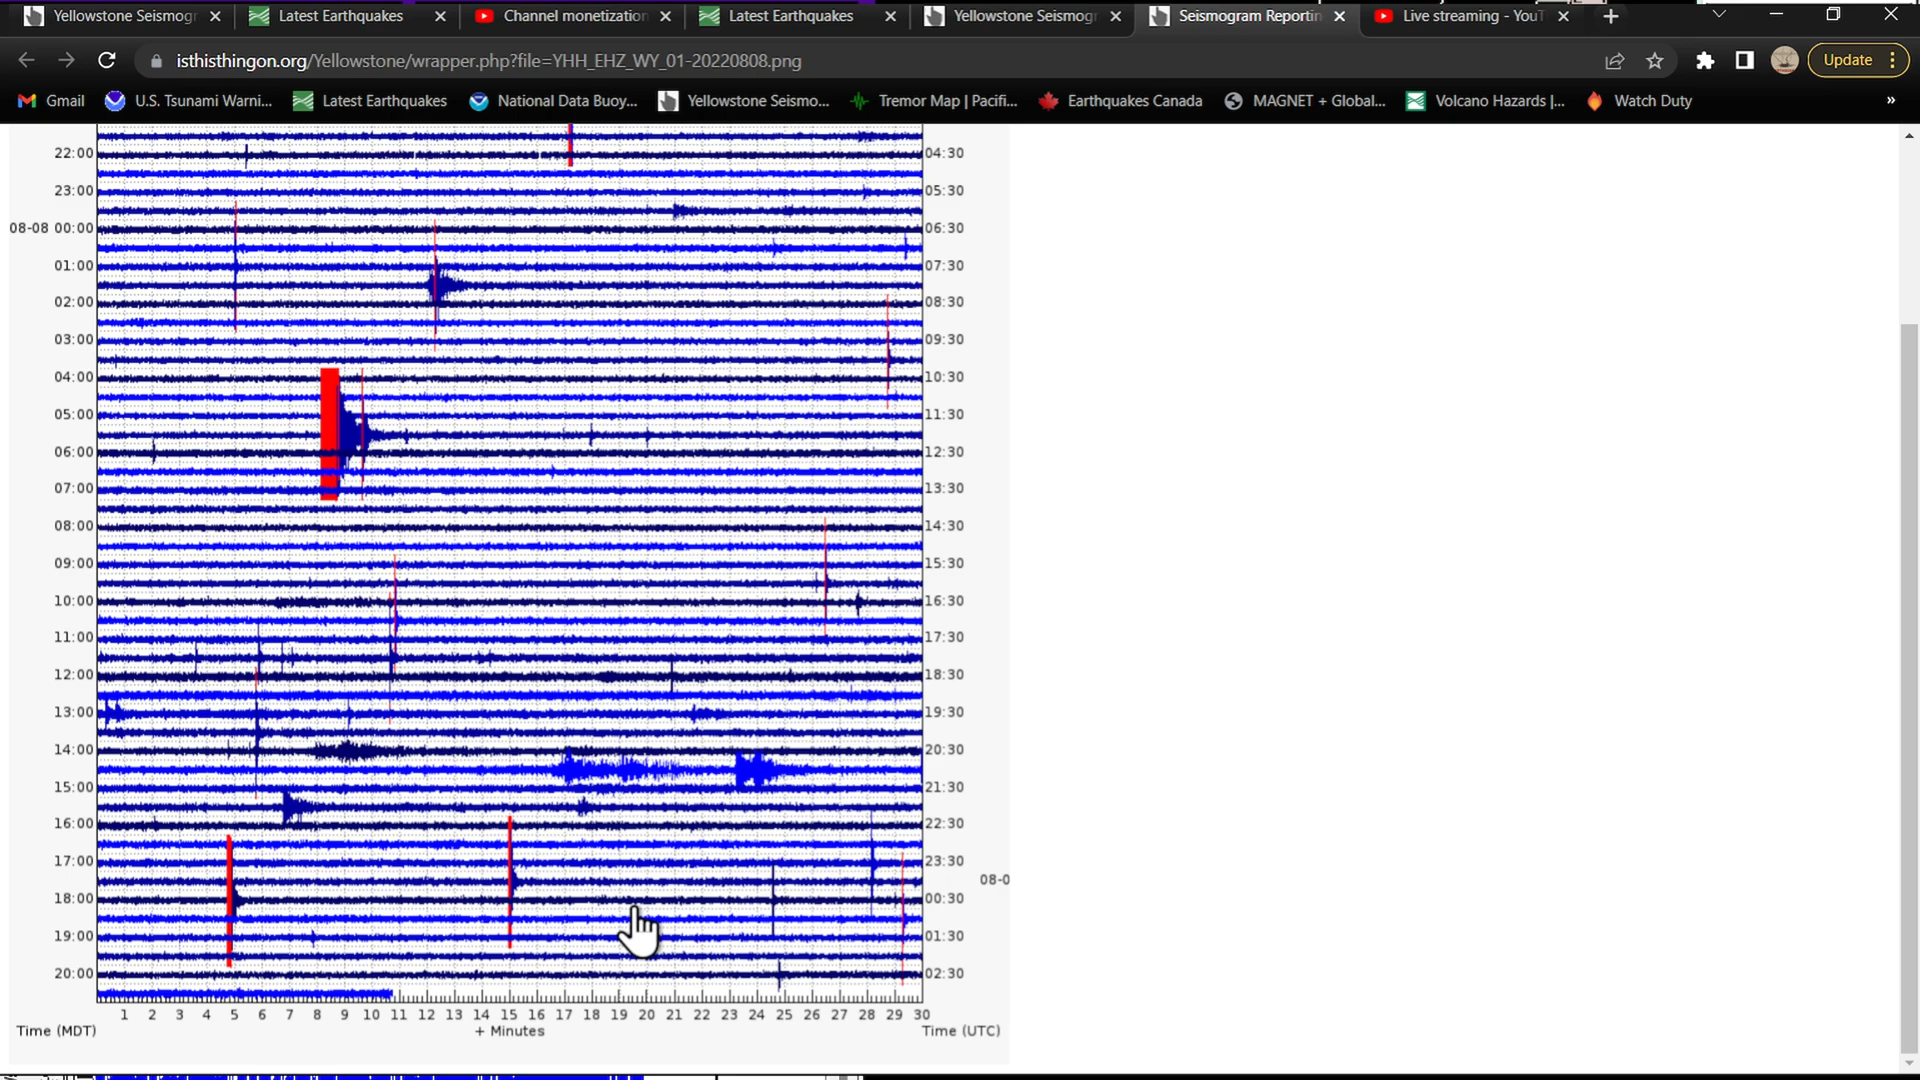 Yellowstone Seismogr
Latest Earthquakes
Channel monetization
Latest Earthquakes
Yellowstone Seismogr
Seismogram Reportin
Live streaming - YouT
isthisthingon.org/Yellowstone/wrapper.php?file=YHH_EHZ_WY_01-20220808.png
Update
Gmail
U.S. Tsunami Warni...
Latest Earthquakes
National Data Buoy...
Yellowstone Seismo...
Tremor Map | Pacifi...
Earthquakes Canada
MAGNET + Global...
Volcano Hazards |...
Watch Duty
»
22:00 04:30
23:00 05:30
08-08 00:00 06:30
01:00 07:30
02:00 08:30
03:00 09:30
04:00 10:30
05:00 11:30
06:00 12:30
07:00 13:30
08:00 14:30
09:00 15:30
10:00 16:30
11:00 17:30
12:00 18:30
13:00 19:30
14:00 20:30
15:00 21:30
16:00 22:30
17:00 23:30
08-0
18:00 00:30
19:00 01:30
20:00 02:30
1 2 3 4 5 6 7 8 9 10 11 12 13 14 15 16 17 18 19 20 21 22 23 24 25 26 27 28 29 30
Time (MDT) + Minutes Time (UTC)